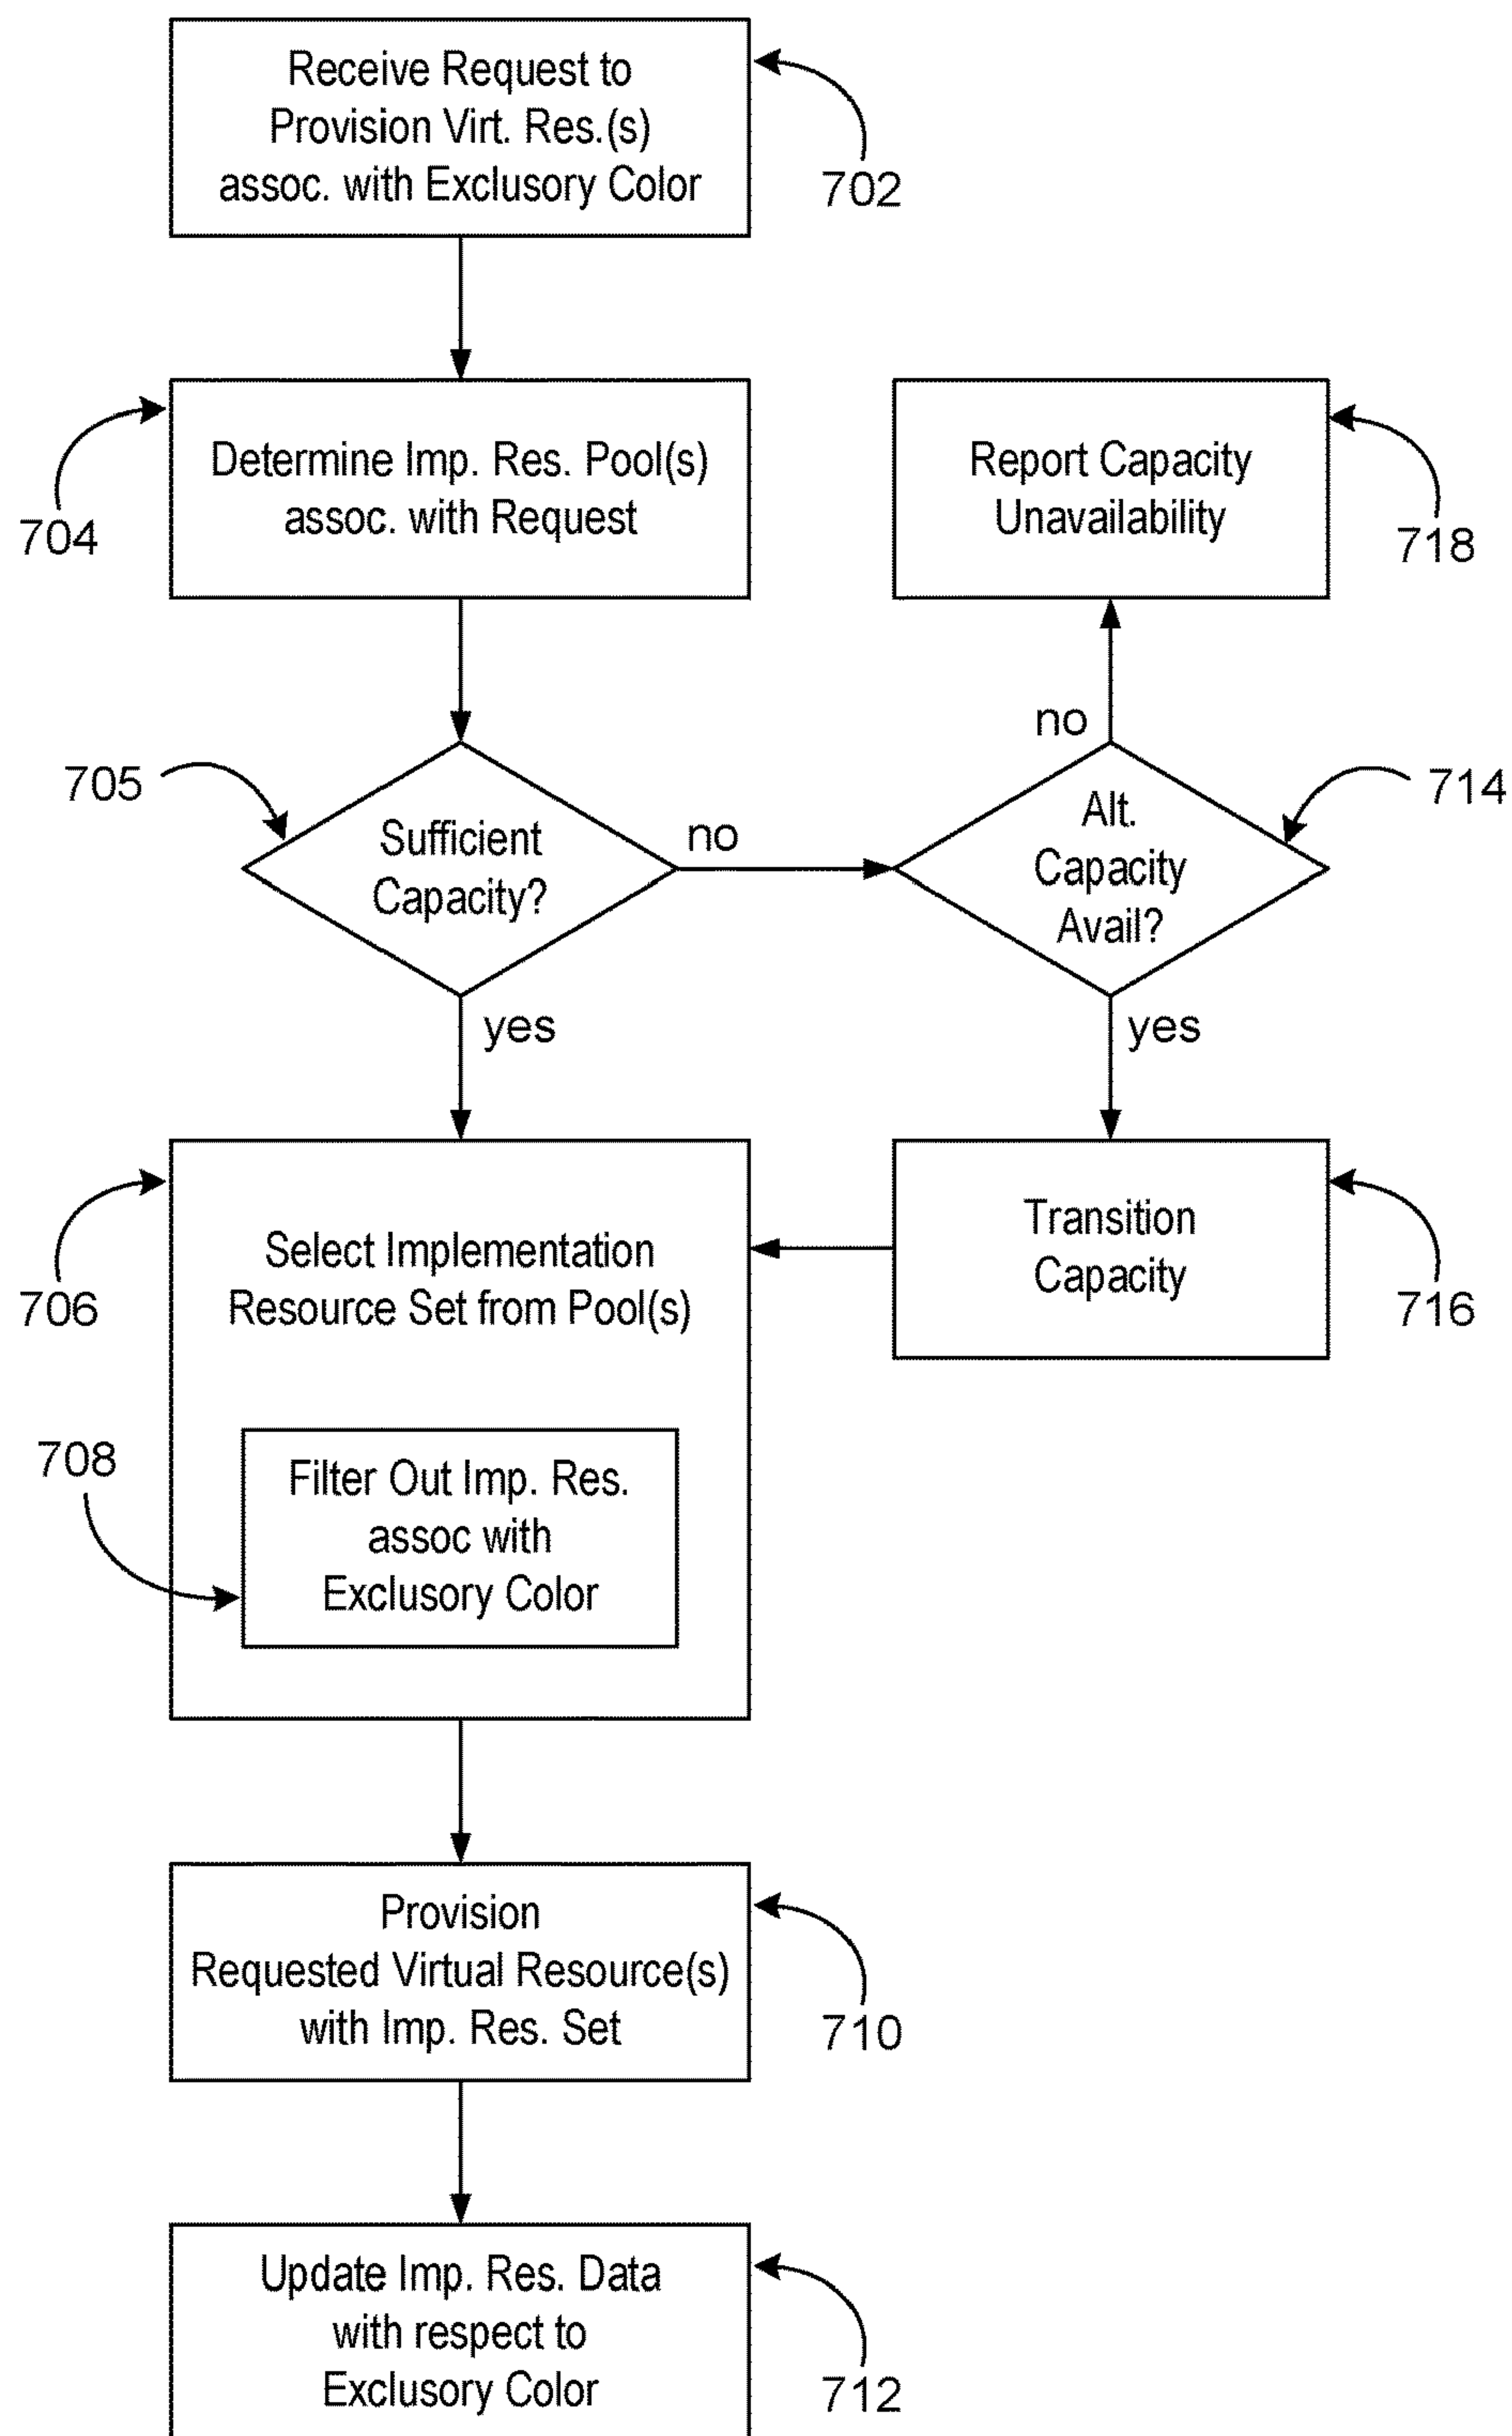 Receive Request to
Provision Virt. Res.(s)
assoc. with Exclusory Color
702
Determine Imp. Res. Pool(s)
assoc. with Request
704
Report Capacity
Unavailability
718
705
Sufficient
Capacity?
no
yes
no
Alt.
Capacity
Avail?
714
yes
Select Implementation
Resource Set from Pool(s)
706
Transition
Capacity
716
708
Filter Out Imp. Res.
assoc with
Exclusory Color
Provision
Requested Virtual Resource(s)
with Imp. Res. Set
710
Update Imp. Res. Data
with respect to
Exclusory Color
712